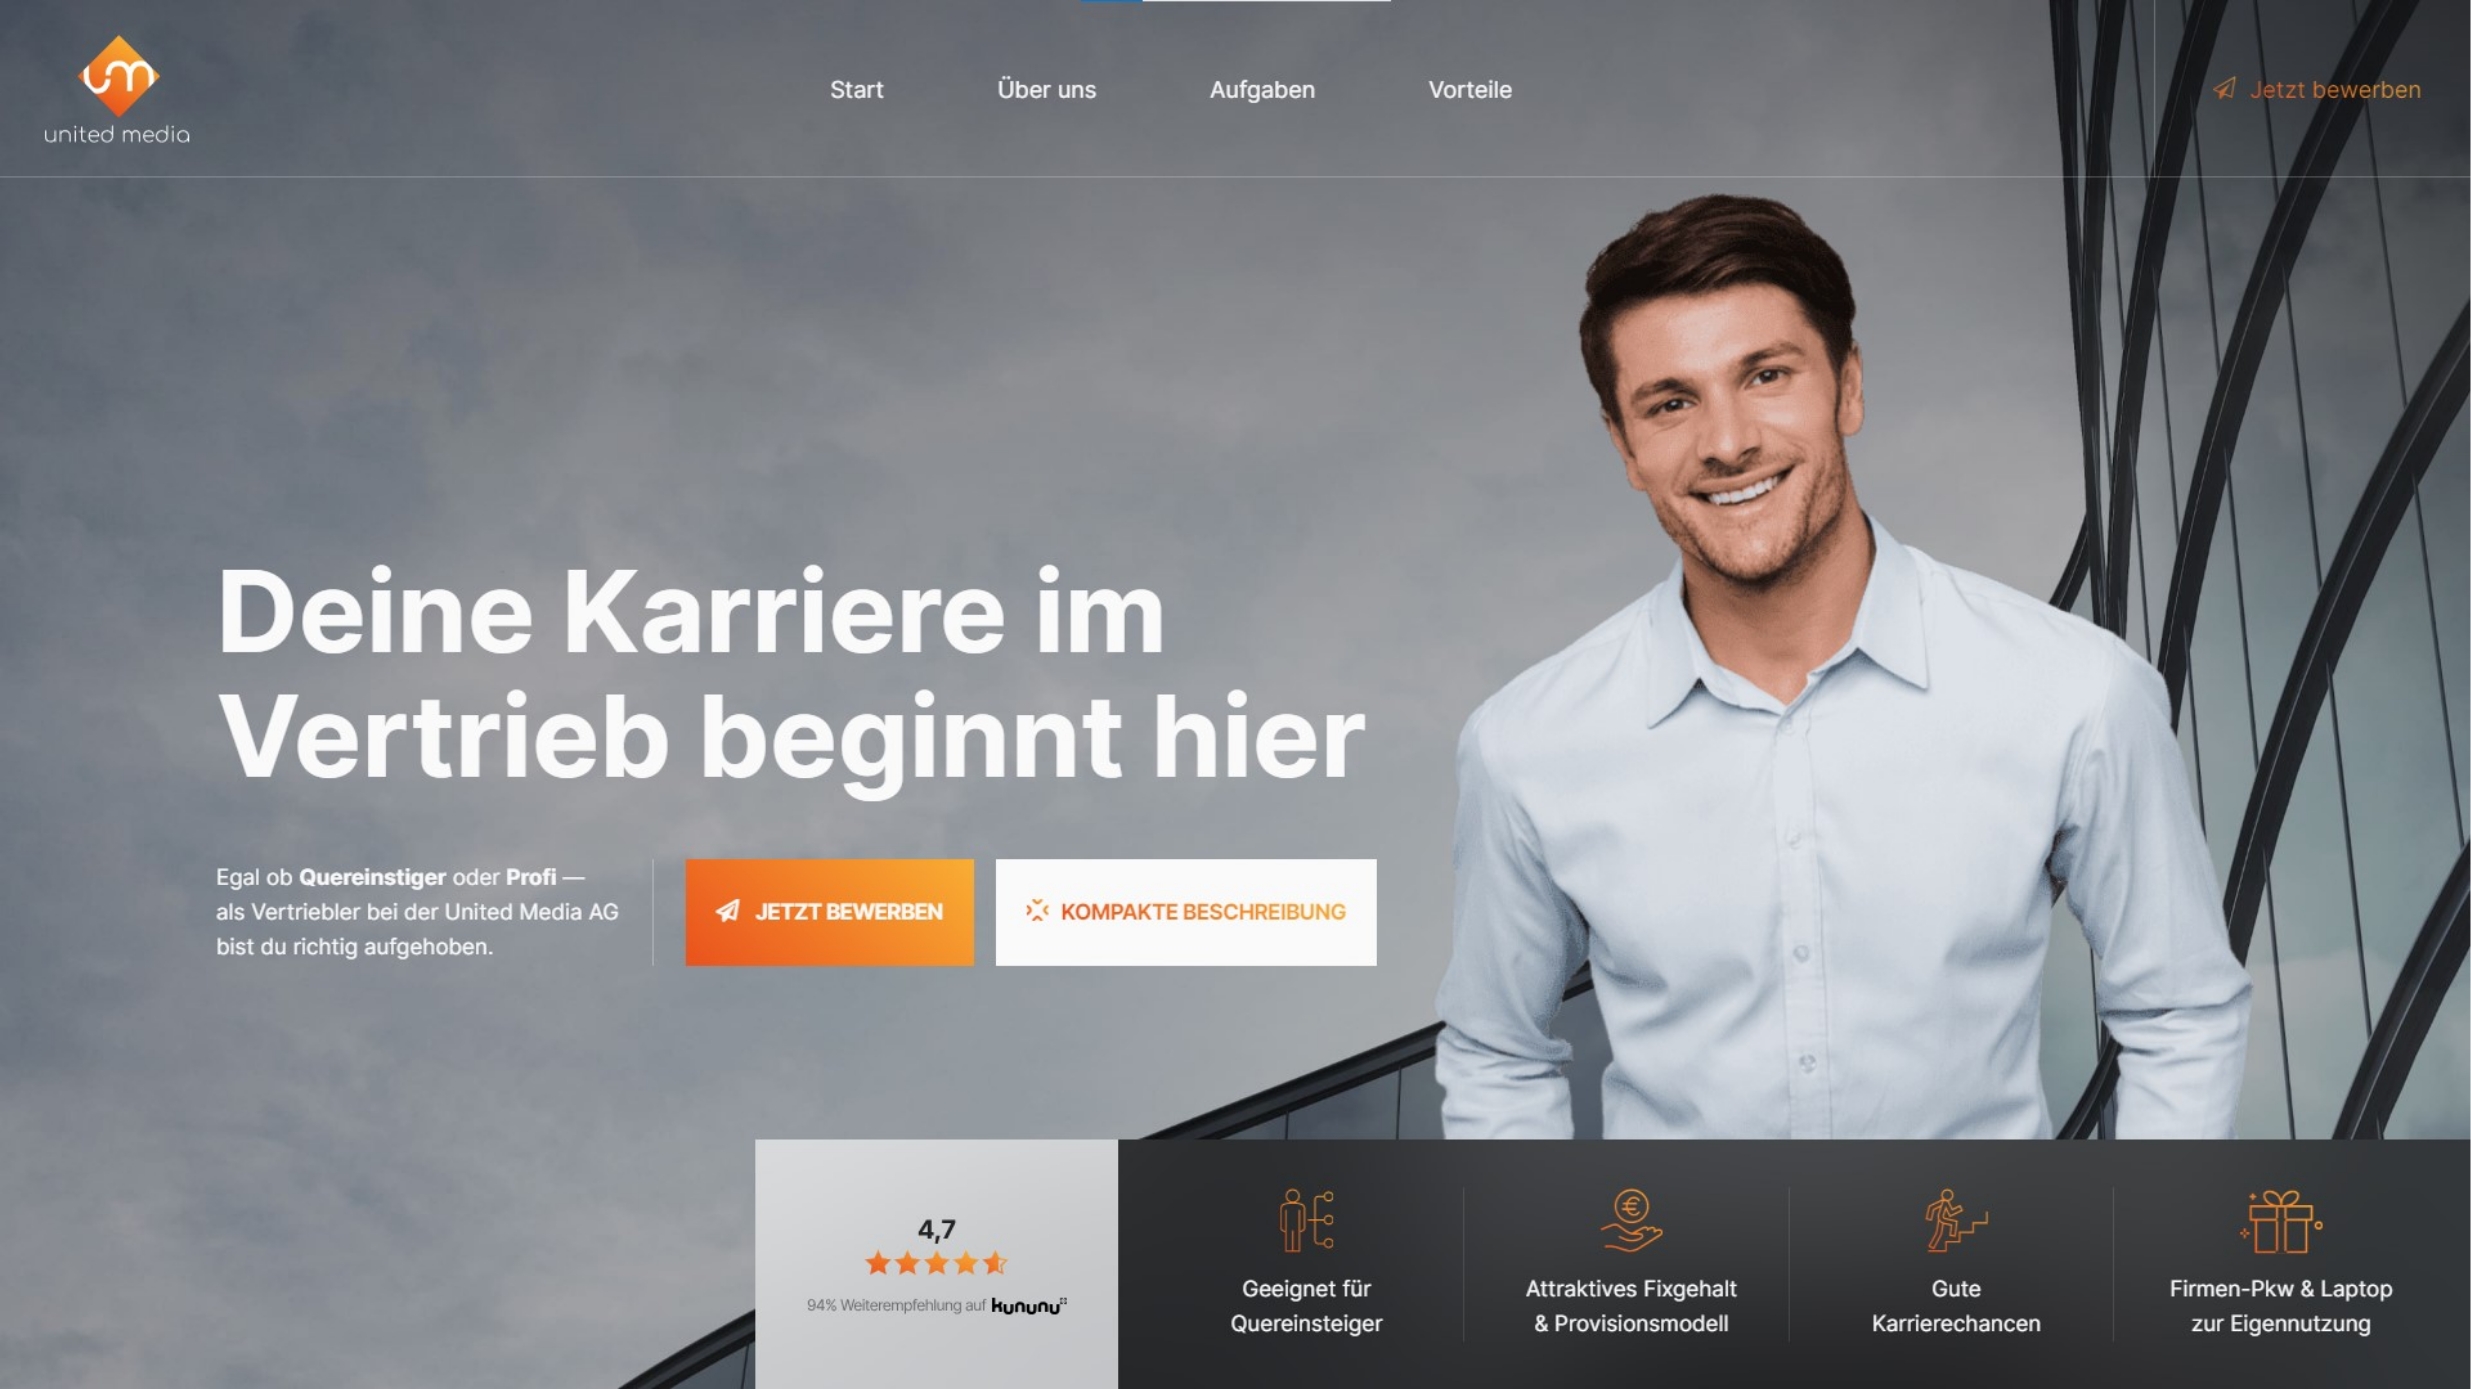 united media
Start
Über uns
Aufgaben
Vorteile
Jetzt bewerben
Deine Karriere im
Vertrieb beginnt hier
Egal ob Quereinstiger oder Profi —
als Vertriebler bei der United Media AG
bist du richtig aufgehoben.
JETZT BEWERBEN
KOMPAKTE BESCHREIBUNG
4,7
94% Weiterempfehlung auf kununu
Geeignet für
Quereinsteiger
Attraktives Fixgehalt
& Provisionsmodell
Gute
Karrierechancen
Firmen-Pkw & Laptop
zur Eigennutzung